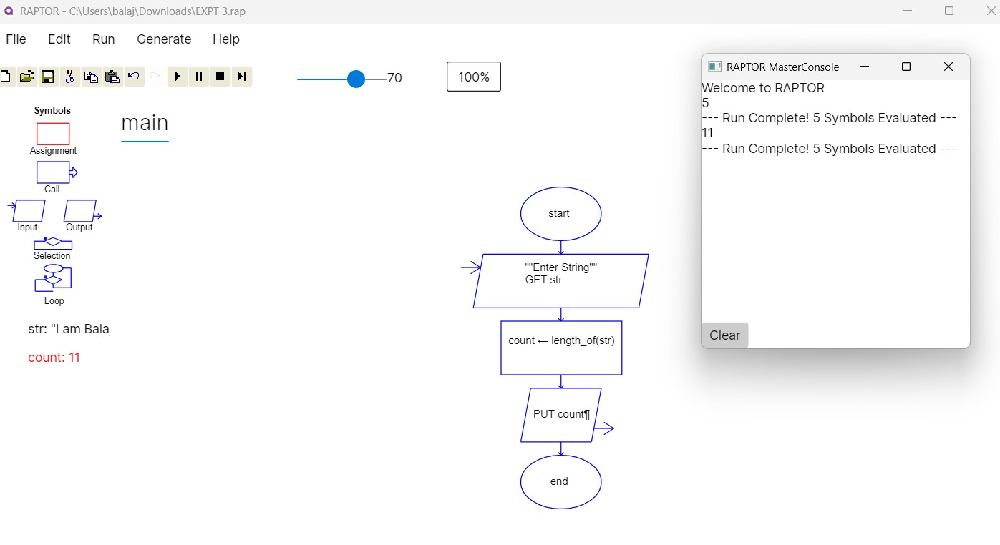 RAPTOR - C:\Users\balaj\Downloads\EXPT 3.rap
File Edit Run Generate Help
70
100%
Symbols
Assignment
Call
Input Output
Selection
Loop
str: "I am Bala
count: 11
main
start
""Enter String""
GET str
count ← length_of(str)
PUT count¶
end
RAPTOR MasterConsole
Welcome to RAPTOR
5
--- Run Complete! 5 Symbols Evaluated ---
11
--- Run Complete! 5 Symbols Evaluated ---
Clear